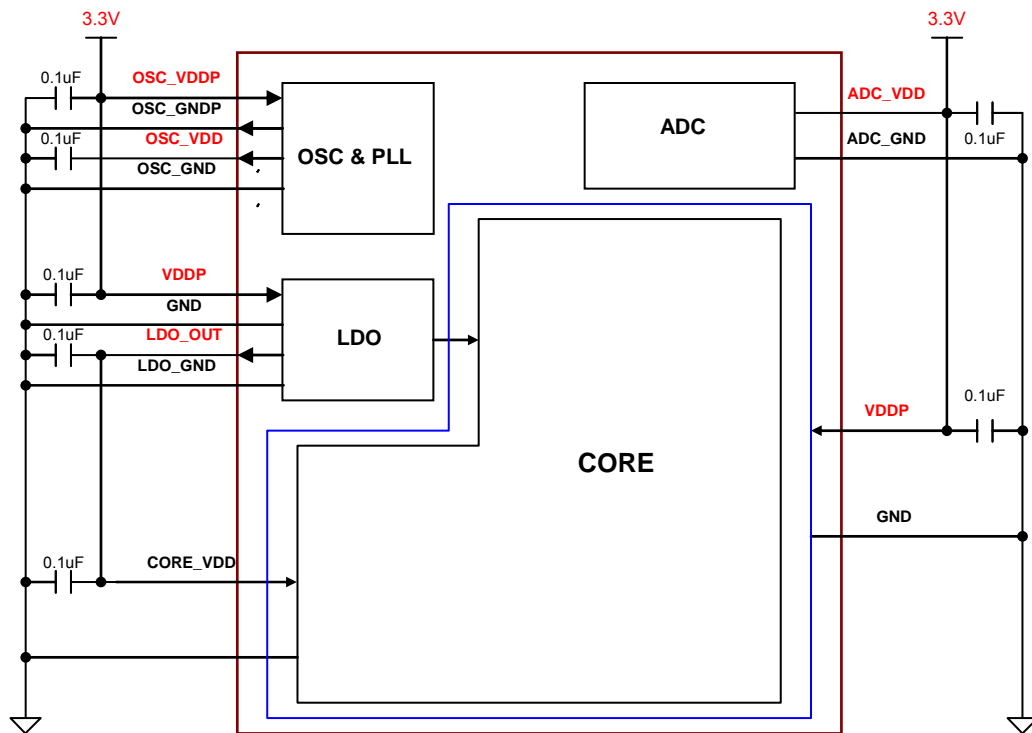 3.3V
3.3V
0.1uF
OSC_VDDP
OSC_GNDP
ADC_VDD
ADC
0.1uF
OSC_VDD
OSC & PLL
ADC_GND
0.1uF
OSC_GND
0.1uF
VDDP
GND
0.1uF
LDO_OUT
LDO
LDO_GND
VDDP
0.1uF
CORE
GND
0.1uF
CORE_VDD